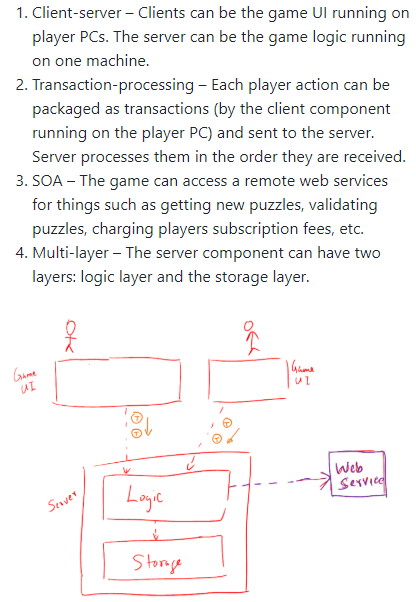 1. Client-server – Clients can be the game UI running on
player PCs. The server can be the game logic running
on one machine.
2. Transaction-processing – Each player action can be
packaged as transactions (by the client component
running on the player PC) and sent to the server.
Server processes them in the order they are received.
3. SOA – The game can access a remote web services
for things such as getting new puzzles, validating
puzzles, charging players subscription fees, etc.
4. Multi-layer – The server component can have two
layers: logic layer and the storage layer.
Game
UI
Game
UI
T
T
T
T
Server
Logic
Web
Service
Storage